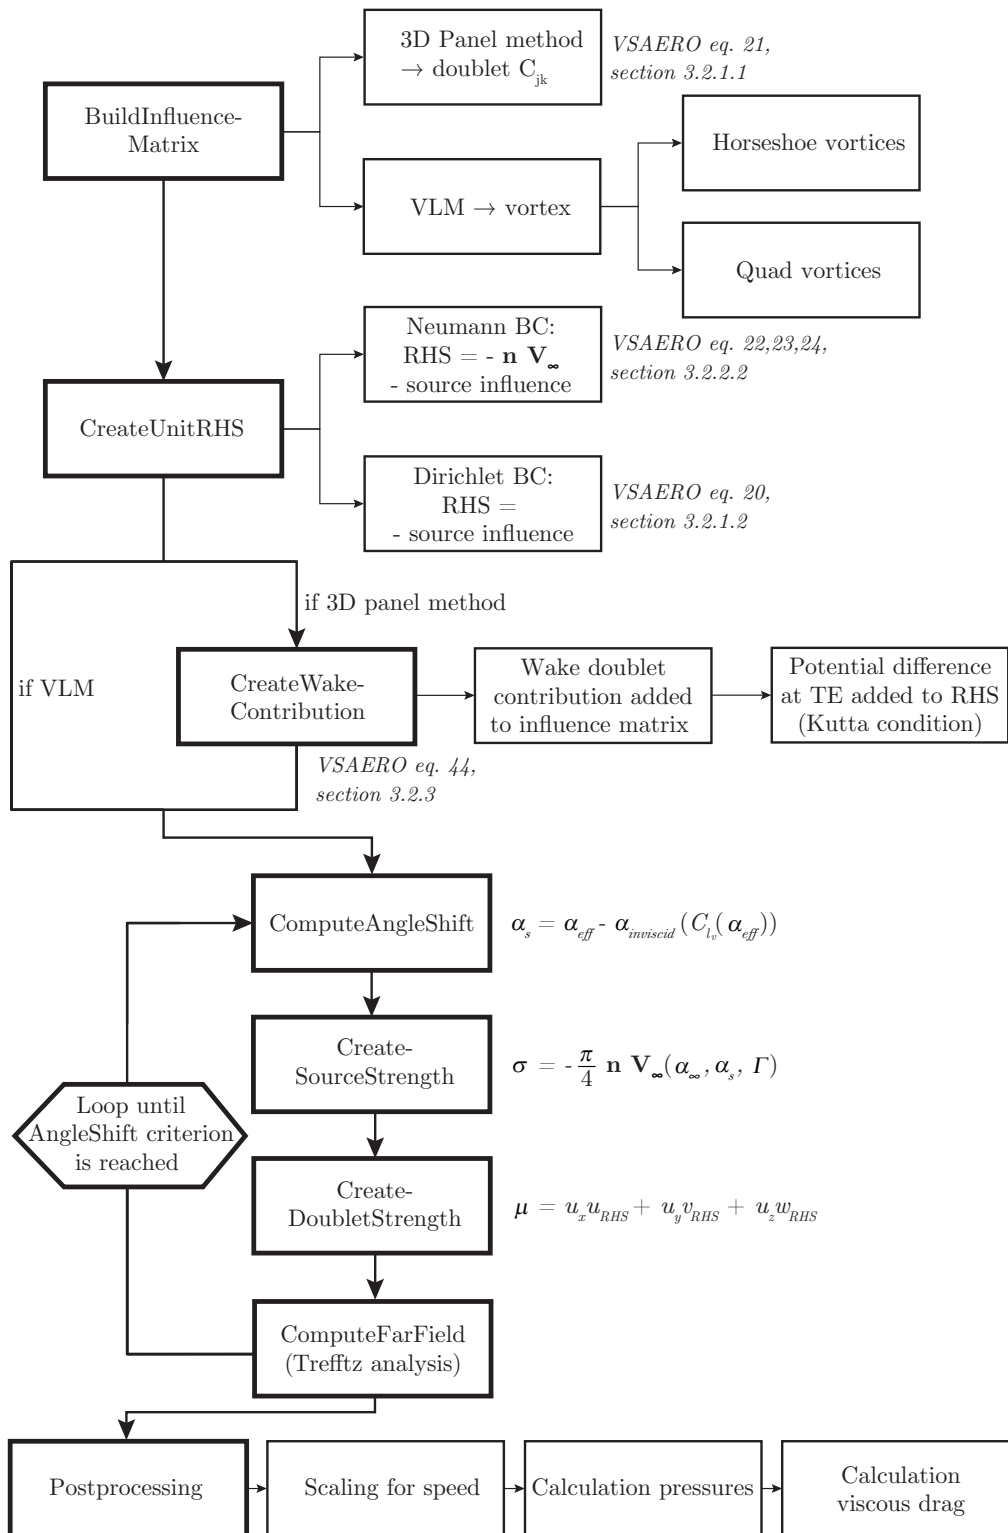 3D Panel method
→ doublet C_jk
VSAERO eq. 21,
section 3.2.1.1
BuildInfluence-
Matrix
Horsehoe vortices
VLM → vortex
Quad vortices
Neumann BC:
RHS = - n V_∞
- source influence
VSAERO eq. 22,23,24,
section 3.2.2.2
CreateUnitRHS
Dirichlet BC:
RHS =
- source influence
VSAERO eq. 20,
section 3.2.1.2
if 3D panel method
if VLM
CreateWake-
Contribution
Wake doublet
contribution added
to influence matrix
Potential difference
at TE added to RHS
(Kutta condition)
VSAERO eq. 44,
section 3.2.3
ComputeAngleShift
α_s = α_eff - α_inviscid (C_l_v(α_eff))
Create-
SourceStrength
σ = - π/4 n V_∞(α_∞, α_s, Γ)
Loop until
AngleShift criterion
is reached
Create-
DoubletStrength
μ = u_x u_RHS + u_y v_RHS + u_z w_RHS
ComputeFarField
(Trefftz analysis)
Postprocessing
Scaling for speed
Calculation pressures
Calculation
viscous drag